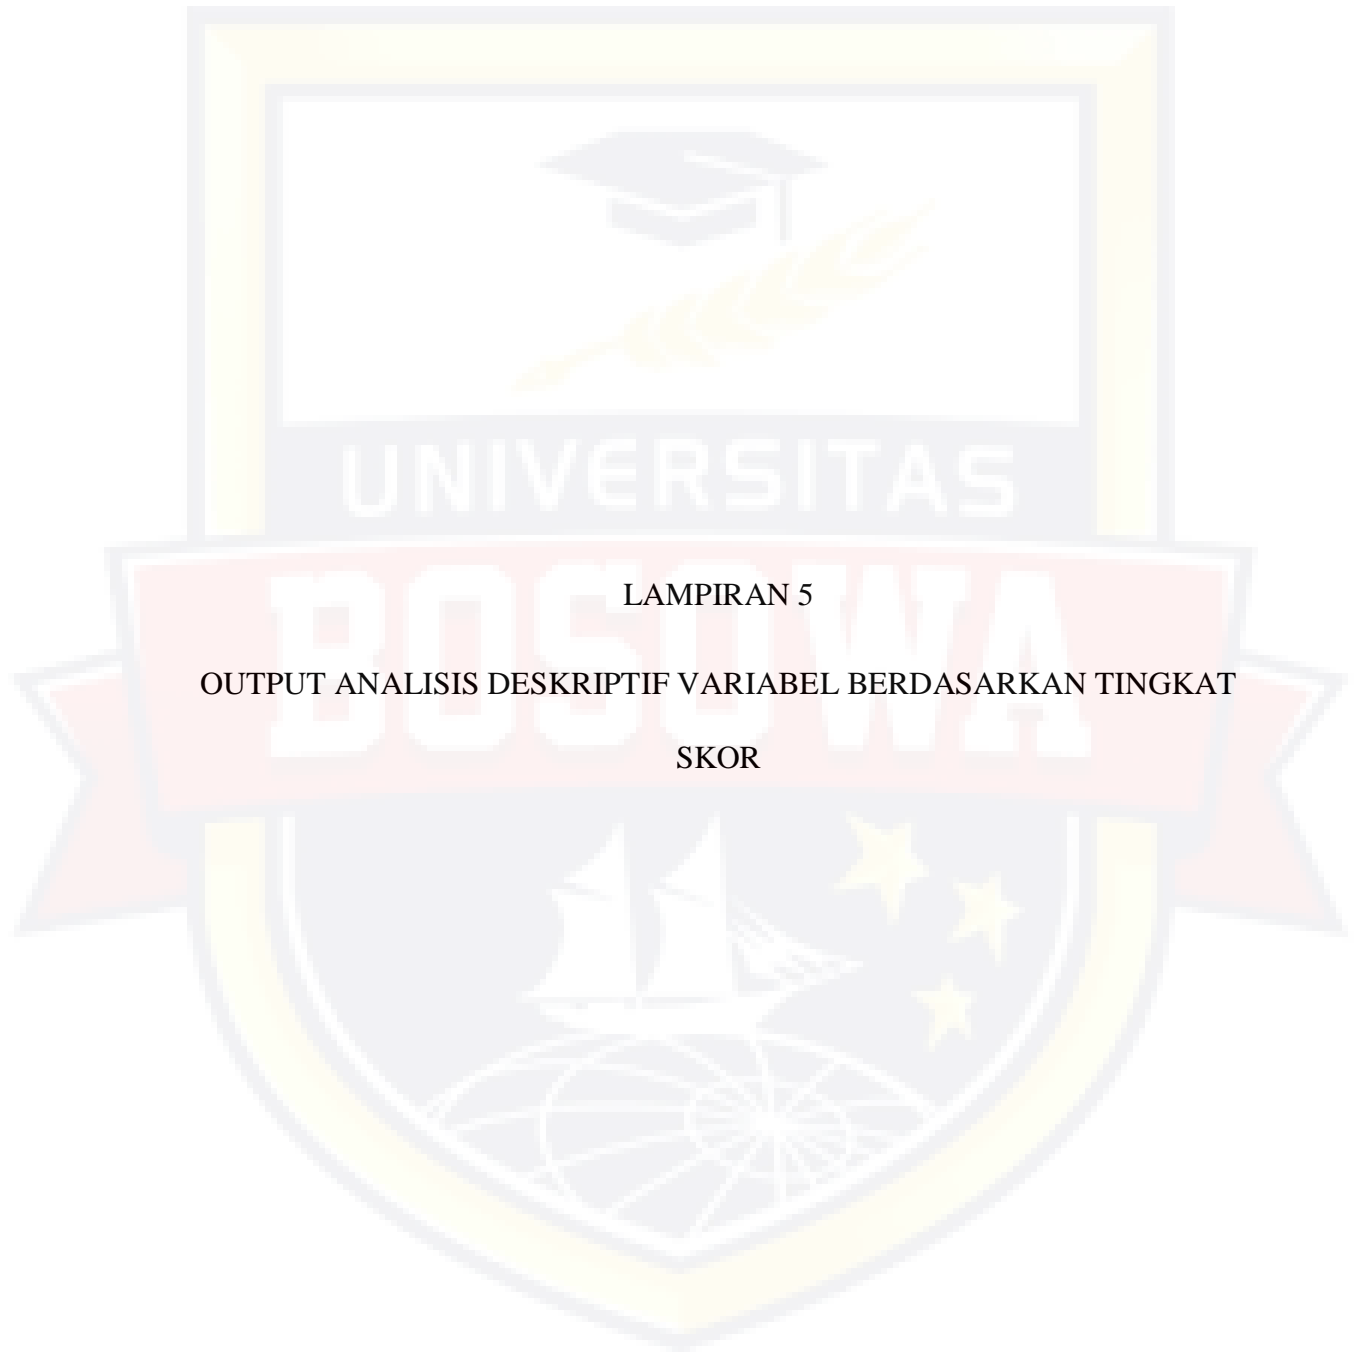 UNIVERSITAS
BOSOWA
LAMPIRAN 5
OUTPUT ANALISIS DESKRIPTIF VARIABEL BERDASARKAN TINGKAT
SKOR